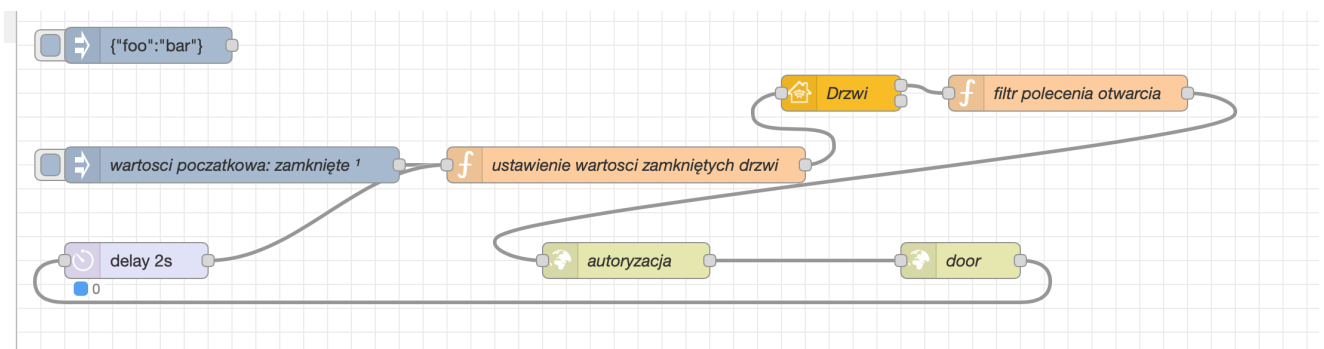 {"foo":"bar"}
Drzwi
filtr polecenia otwarcia
wartosci poczatkowa: zamknięte ¹
ustawienie wartosci zamkniętych drzwi
delay 2s
autoryzacja
door
0